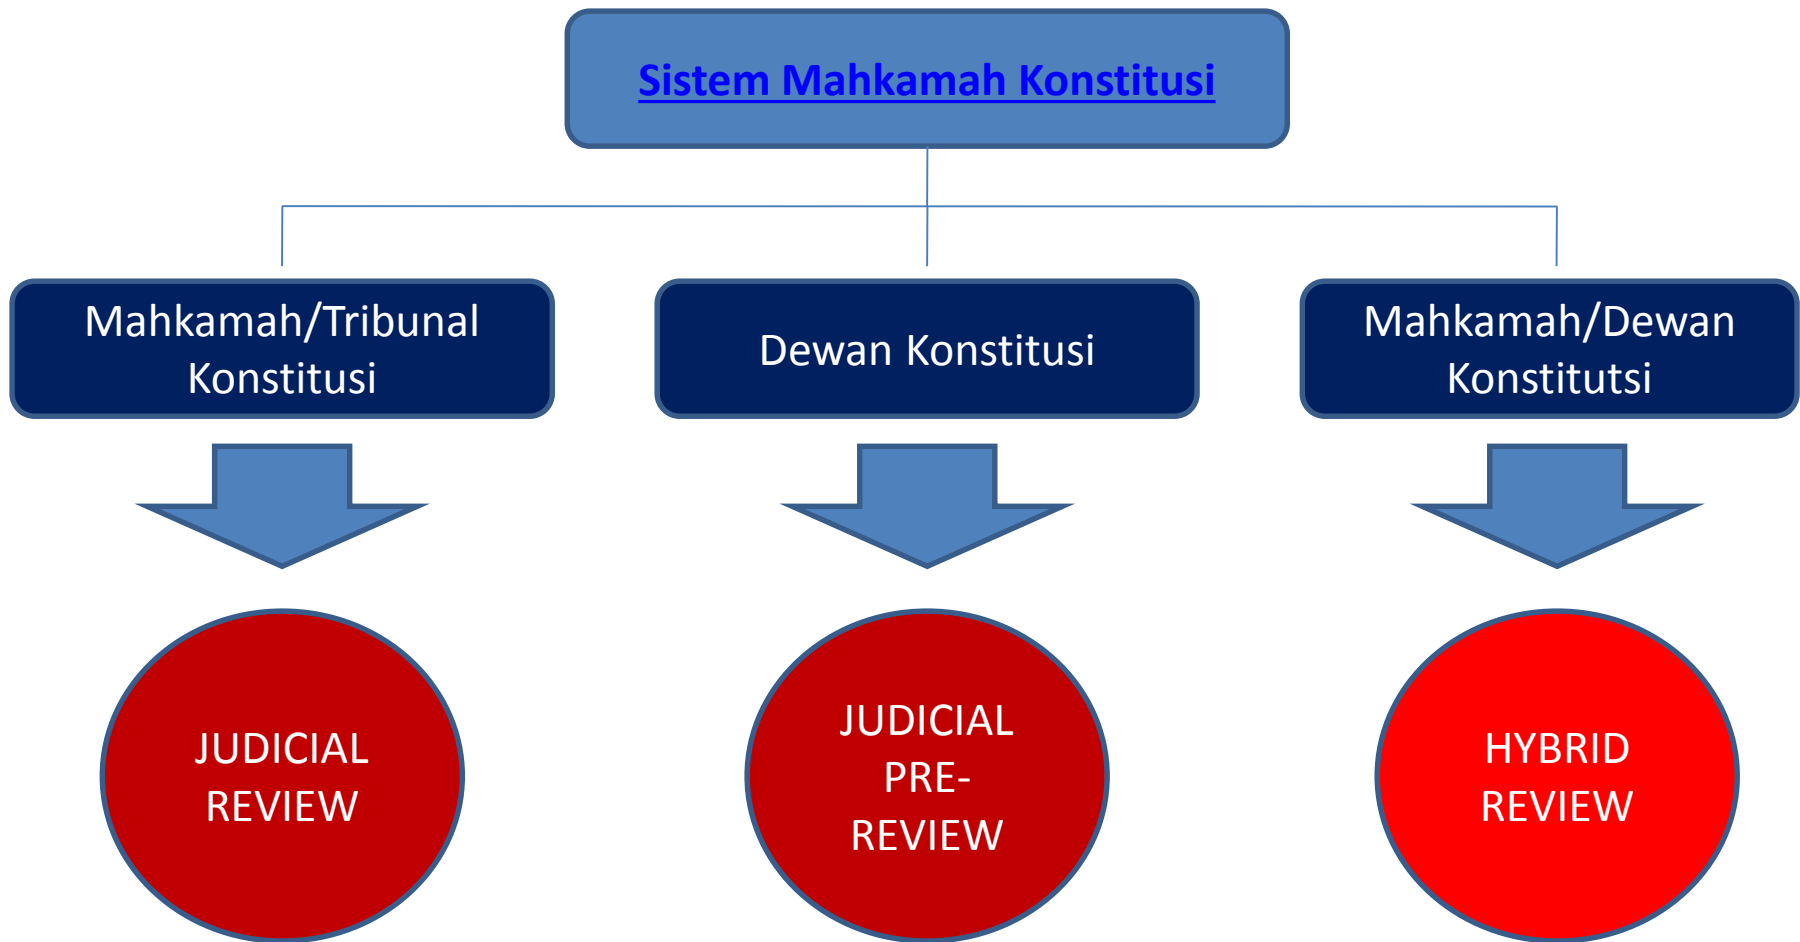 Sistem Mahkamah Konstitusi
Mahkamah/Tribunal
Konstitusi
Dewan Konstitusi
Mahkamah/Dewan
Konstitutsi
JUDICIAL
REVIEW
JUDICIAL
PRE-
REVIEW
HYBRID
REVIEW